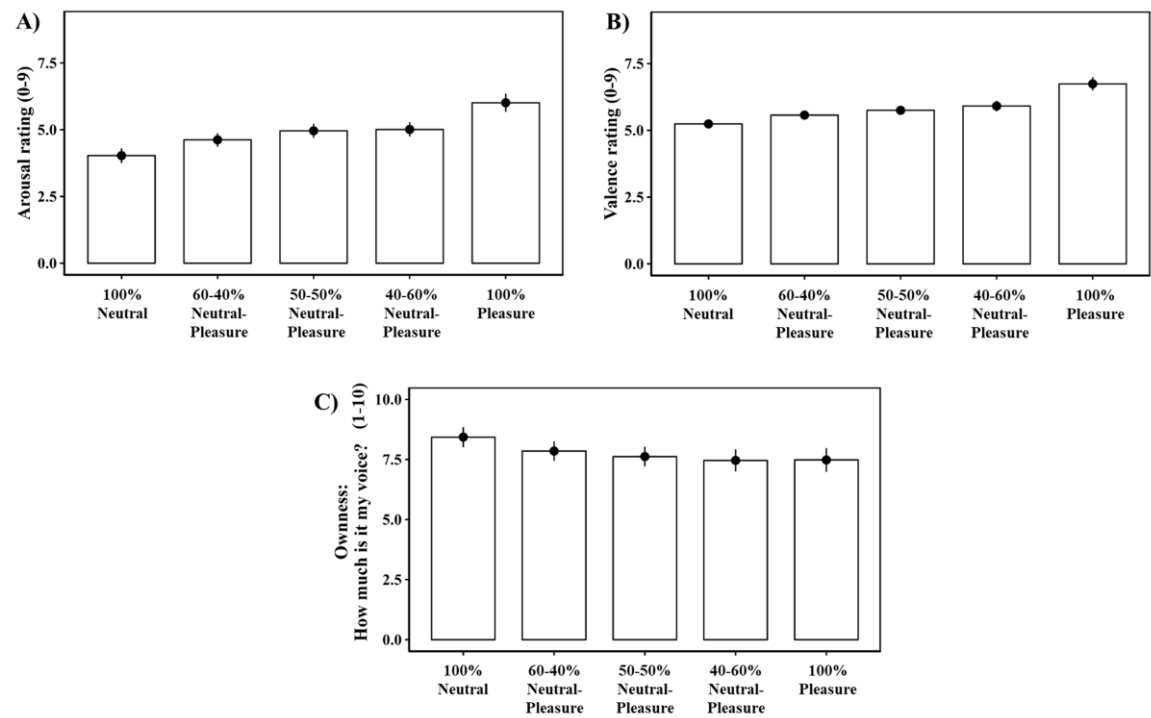 A)
Arousal rating (0-9)
7.5
5.0
2.5
0.0
100%
Neutral
60-40%
Neutral-
Pleasure
50-50%
Neutral-
Pleasure
40-60%
Neutral-
Pleasure
100%
Pleasure
B)
Valence rating (0-9)
7.5
5.0
2.5
0.0
100%
Neutral
60-40%
Neutral-
Pleasure
50-50%
Neutral-
Pleasure
40-60%
Neutral-
Pleasure
100%
Pleasure
C)
Ownness:
How much is it my voice? (1-10)
10.0
7.5
5.0
2.5
0.0
100%
Neutral
60-40%
Neutral-
Pleasure
50-50%
Neutral-
Pleasure
40-60%
Neutral-
Pleasure
100%
Pleasure